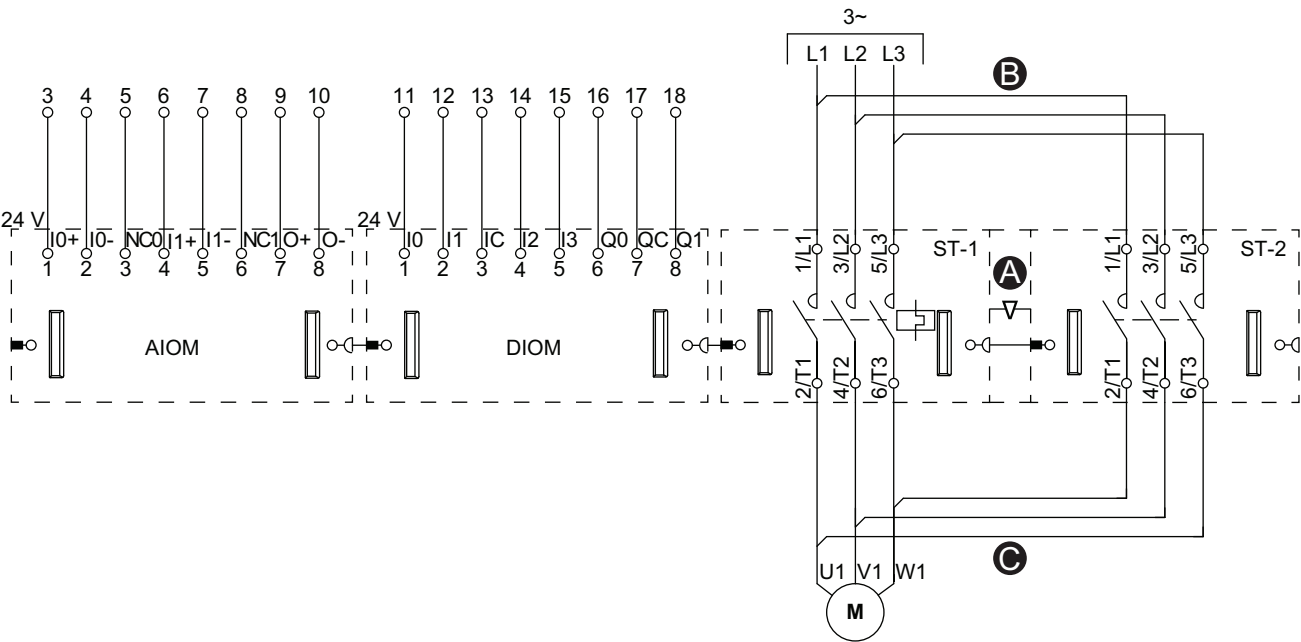 3~
L1 L2 L3
B
3 4 5 6 7 8 9 10 11 12 13 14 15 16 17 18
24 V 24 V
I0+ I0- NC0 I1+ I1- NC1 O+ O- I0 I1 IC I2 I3 Q0 QC Q1
1 2 3 4 5 6 7 8 1 2 3 4 5 6 7 8
1/L1 3/L2 5/L3 ST-1 A 1/L1 3/L2 5/L3 ST-2
AIOM DIOM
2/T1 4/T2 6/T3 2/T1 4/T2 6/T3
C
U1 V1 W1
M